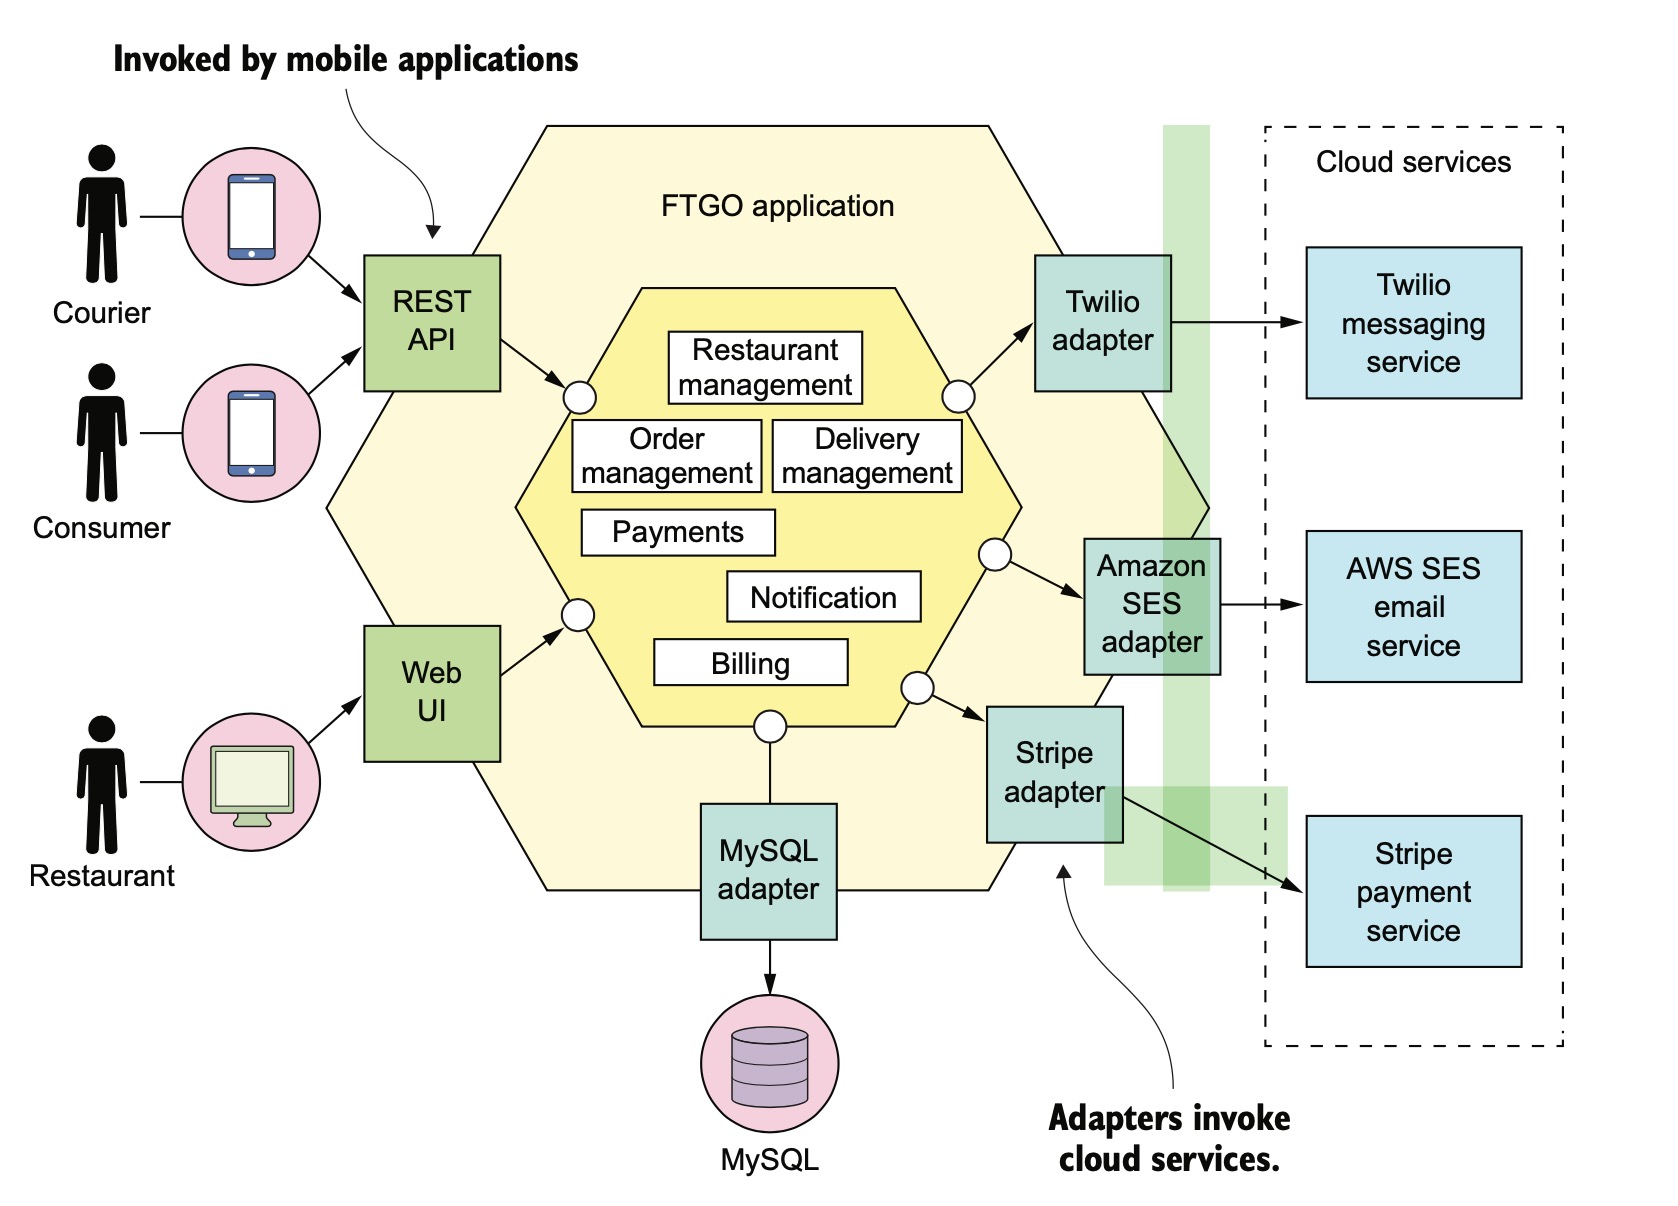 Invoked by mobile applications
Courier
Consumer
Restaurant
REST
API
Web
UI
FTGO application
Restaurant
management
Order
management
Delivery
management
Payments
Notification
Billing
MySQL
adapter
MySQL
Twilio
adapter
Amazon
SES
adapter
Stripe
adapter
Adapters invoke
cloud services.
Cloud services
Twilio
messaging
service
AWS SES
email
service
Stripe
payment
service